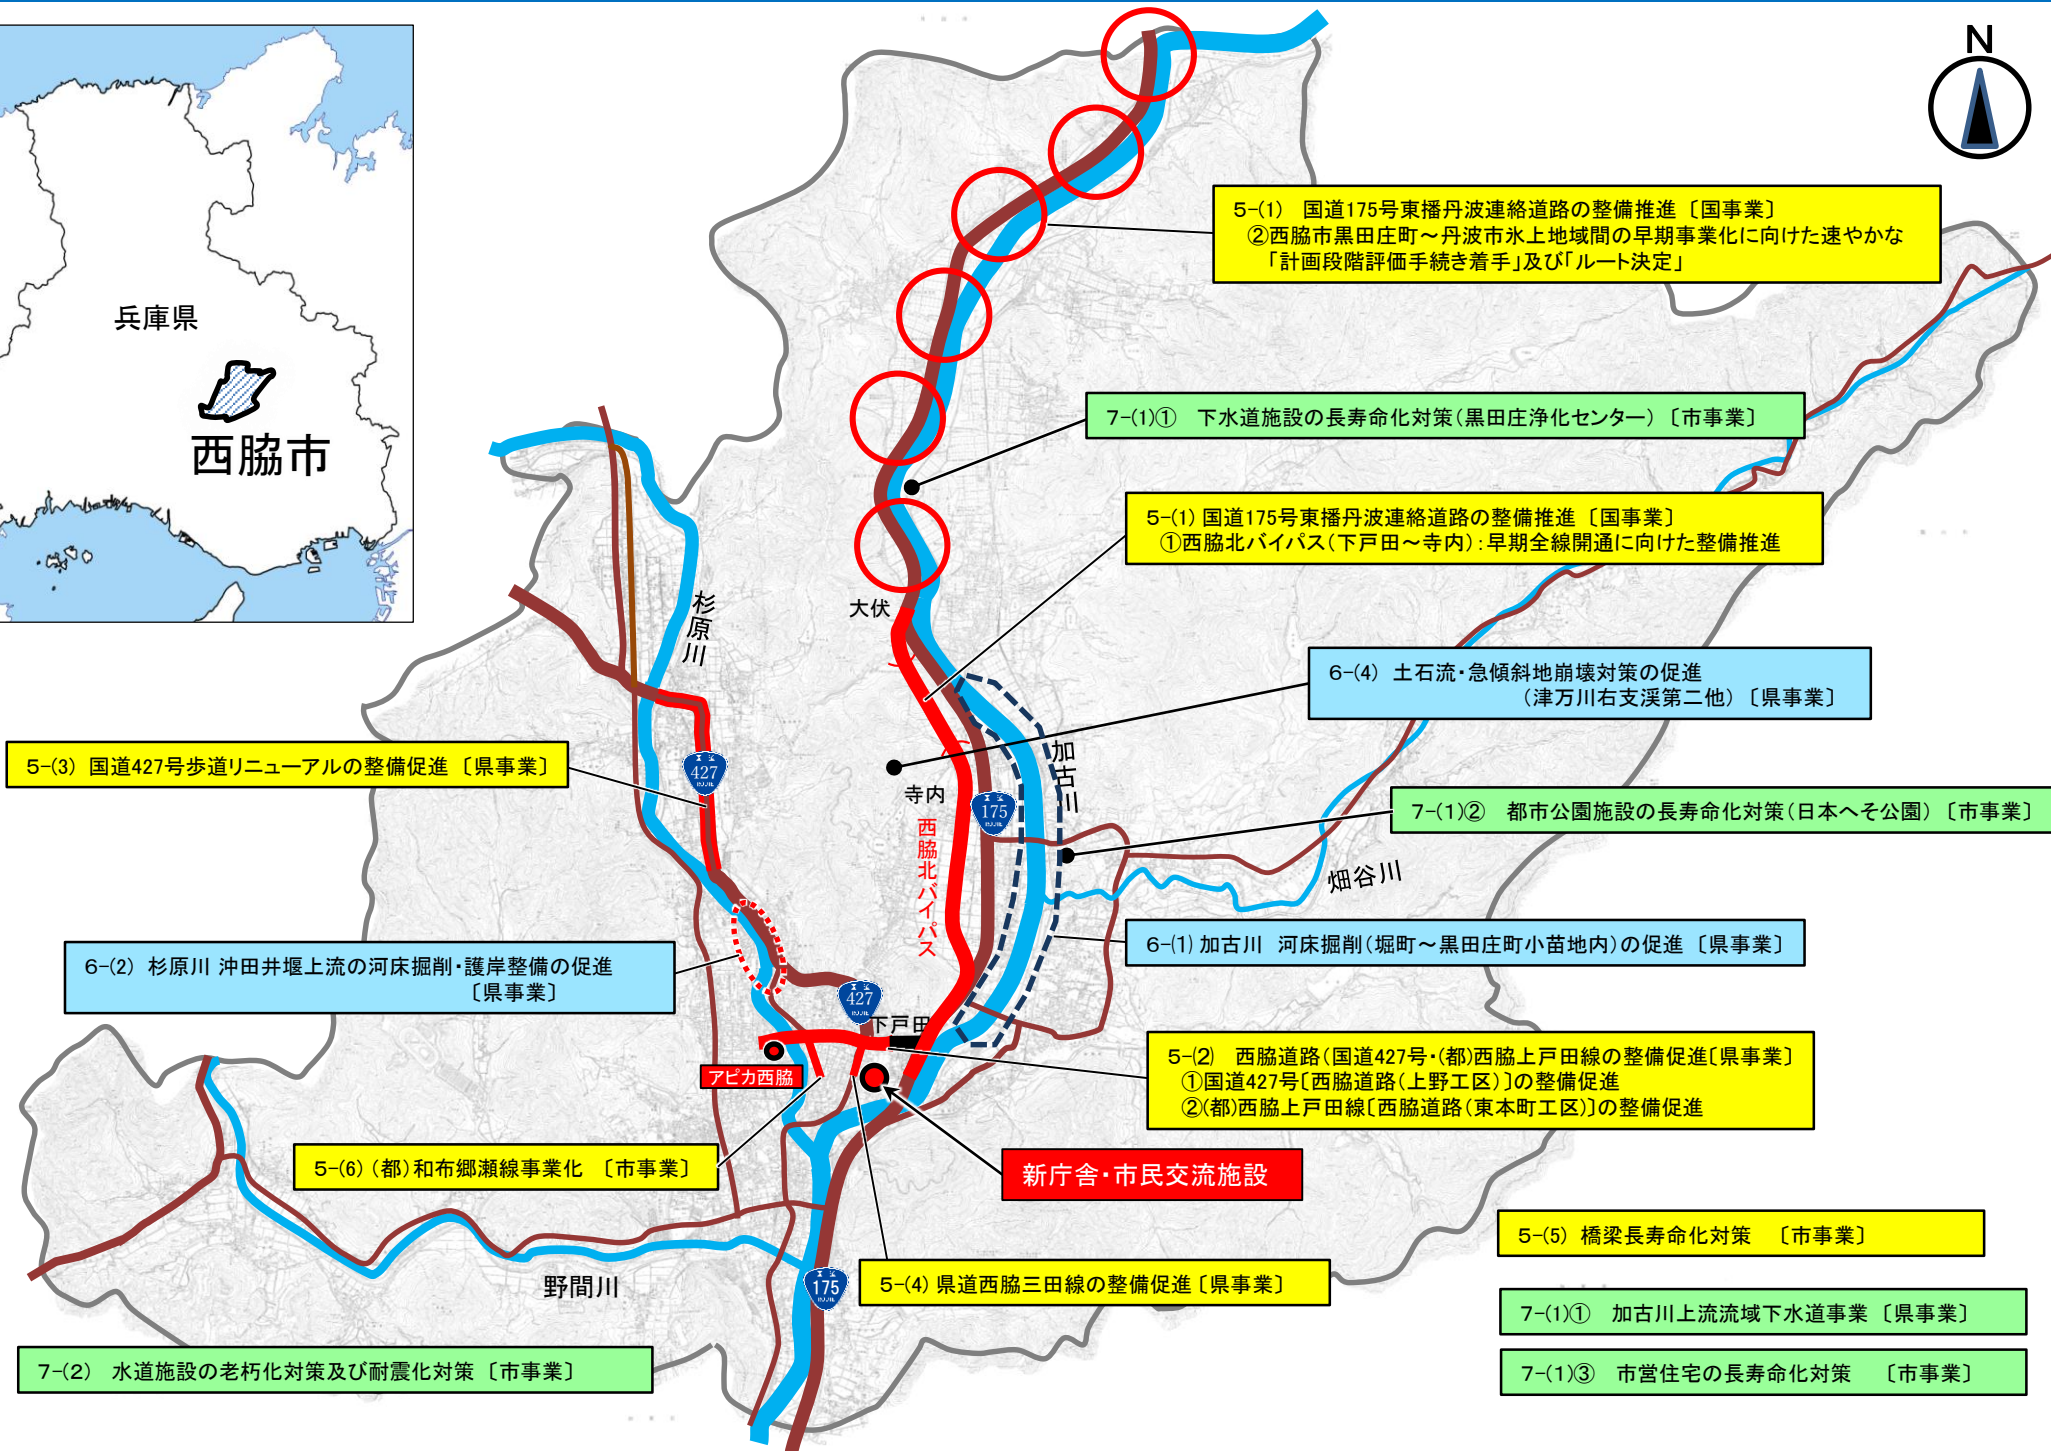 N
兵庫県
西脇市
5-(1) 国道175号東播丹波連絡道路の整備推進 〔国事業〕
②西脇市黒田庄町～丹波市氷上地域間の早期事業化に向けた速やかな
「計画段階評価手続き着手」及び「ルート決定」
7-(1)① 下水道施設の長寿命化対策(黒田庄浄化センター) 〔市事業〕
5-(1) 国道175号東播丹波連絡道路の整備推進 〔国事業〕
①西脇北バイパス(下戸田～寺内):早期全線開通に向けた整備推進
大伏
杉原川
6-(4) 土石流・急傾斜地崩壊対策の促進
(津万川右支渓第二他) 〔県事業〕
5-(3) 国道427号歩道リニューアルの整備促進 〔県事業〕
427
ROUTE
加古川
寺内
175
ROUTE
7-(1)② 都市公園施設の長寿命化対策(日本へそ公園) 〔市事業〕
西脇北バイパス
畑谷川
6-(1) 加古川 河床掘削(堀町～黒田庄町小苗地内)の促進 〔県事業〕
6-(2) 杉原川 沖田井堰上流の河床掘削・護岸整備の促進
〔県事業〕
427
ROUTE
下戸田
5-(2) 西脇道路(国道427号・(都)西脇上戸田線の整備促進〔県事業〕
①国道427号〔西脇道路(上野工区)〕の整備促進
②(都)西脇上戸田線〔西脇道路(東本町工区)〕の整備促進
アピカ西脇
5-(6) (都)和布郷瀬線事業化 〔市事業〕
新庁舎・市民交流施設
5-(5) 橋梁長寿命化対策 〔市事業〕
野間川
175
ROUTE
5-(4) 県道西脇三田線の整備促進〔県事業〕
7-(1)① 加古川上流流域下水道事業 〔県事業〕
7-(2) 水道施設の老朽化対策及び耐震化対策 〔市事業〕
7-(1)③ 市営住宅の長寿命化対策 〔市事業〕